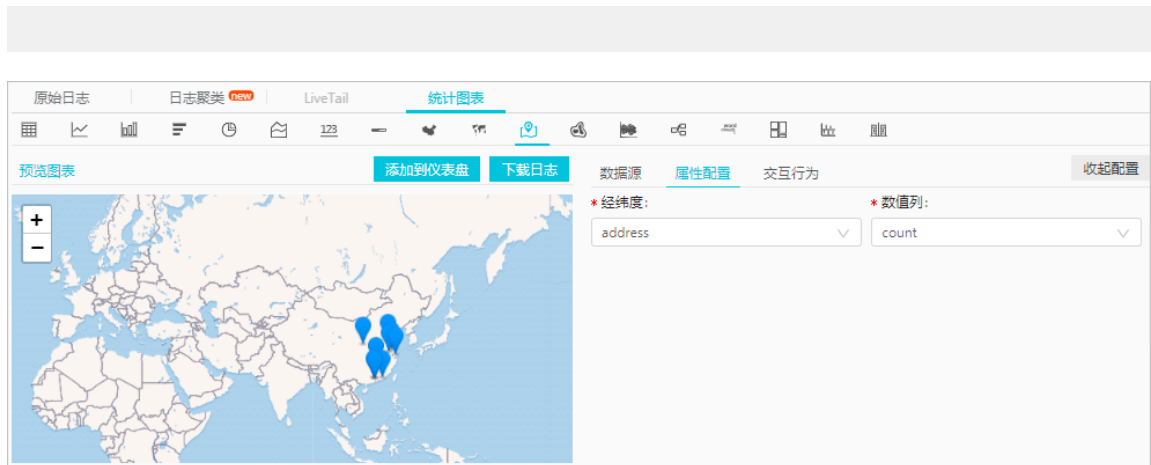 原始日志 日志聚类 new LiveTail 统计图表
123
预览图表 添加到仪表盘 下载日志 数据源 属性配置 交互行为 收起配置
* 经纬度: * 数值列:
+ address count
−